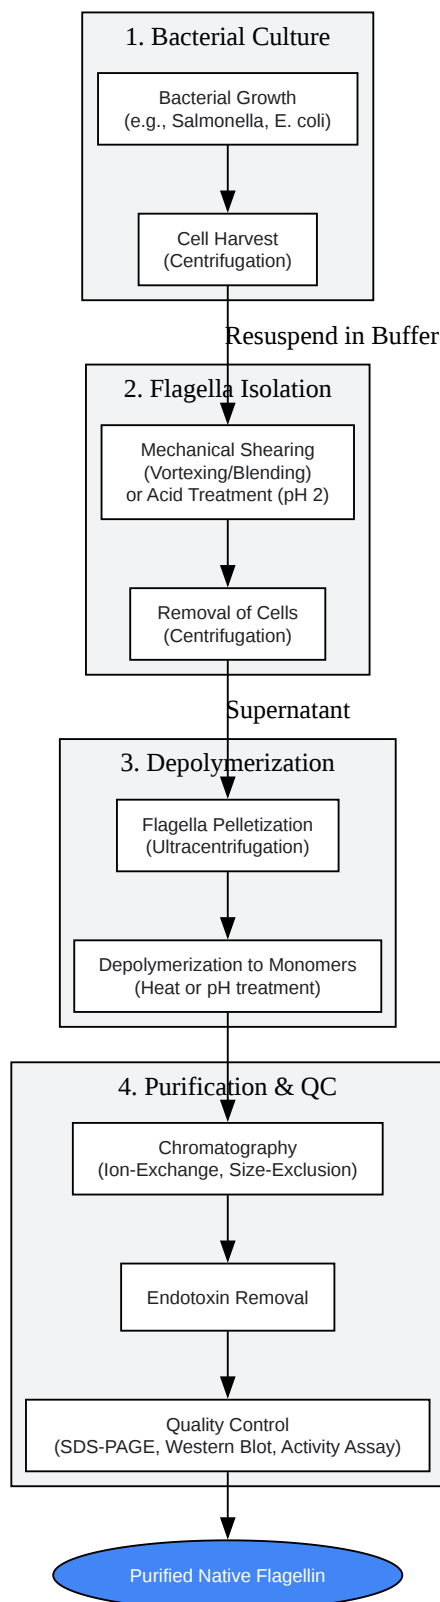 1. Bacterial Culture
Bacterial Growth
(e.g., Salmonella, E. coli)
Cell Harvest
(Centrifugation)
Resuspend in Buffer
2. Flagella Isolation
Mechanical Shearing
(Vortexing/Blending)
or Acid Treatment (pH 2)
Removal of Cells
(Centrifugation)
Supernatant
3. Depolymerization
Flagella Pelletization
(Ultracentrifugation)
Depolymerization to Monomers
(Heat or pH treatment)
4. Purification & QC
Chromatography
(Ion-Exchange, Size-Exclusion)
Endotoxin Removal
Quality Control
(SDS-PAGE, Western Blot, Activity Assay)
Purified Native Flagellin